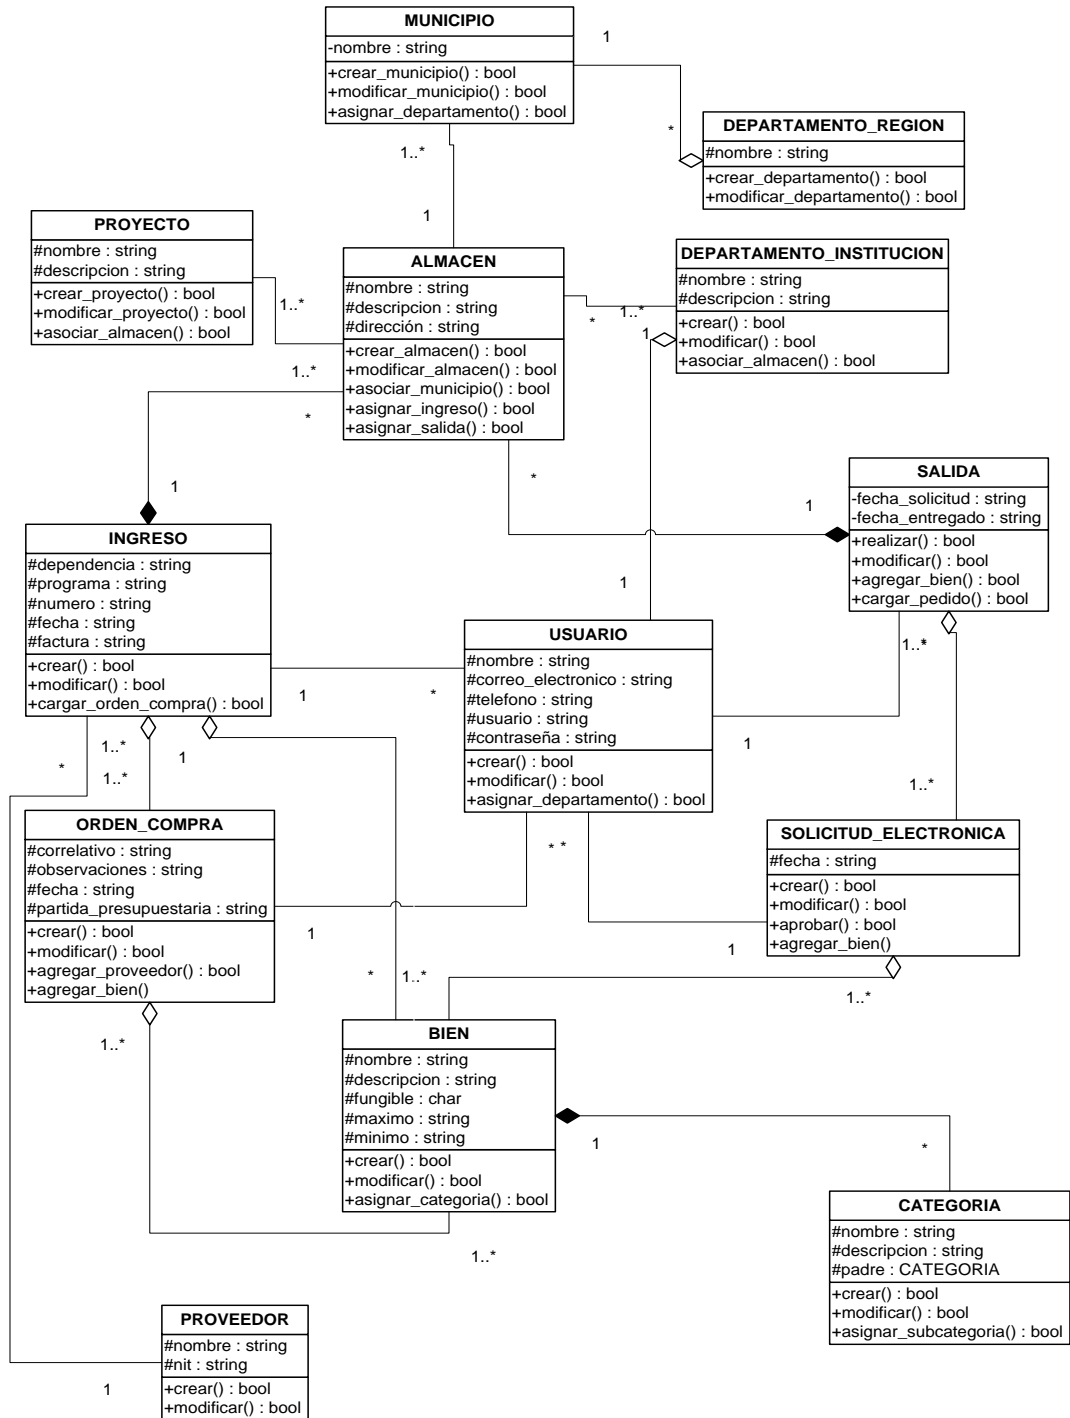 MUNICIPIO
-nombre : string
+crear_municipio() : bool
+modificar_municipio() : bool
+asignar_departamento() : bool
1
*
DEPARTAMENTO_REGION
#nombre : string
+crear_departamento() : bool
+modificar_departamento() : bool
1..*
1
PROYECTO
#nombre : string
#descripcion : string
+crear_proyecto() : bool
+modificar_proyecto() : bool
+asociar_almacen() : bool
1..*
1..*
ALMACEN
#nombre : string
#descripcion : string
#dirección : string
+crear_almacen() : bool
+modificar_almacen() : bool
+asociar_municipio() : bool
+asignar_ingreso() : bool
+asignar_salida() : bool
*
1..*
1
DEPARTAMENTO_INSTITUCION
#nombre : string
#descripcion : string
+crear() : bool
+modificar() : bool
+asociar_almacen() : bool
*
1
*
1
SALIDA
-fecha_solicitud : string
-fecha_entregado : string
+realizar() : bool
+modificar() : bool
+agregar_bien() : bool
+cargar_pedido() : bool
INGRESO
#dependencia : string
#programa : string
#numero : string
#fecha : string
#factura : string
+crear() : bool
+modificar() : bool
+cargar_orden_compra() : bool
1
USUARIO
#nombre : string
#correo_electronico : string
#telefono : string
#usuario : string
#contraseña : string
+crear() : bool
+modificar() : bool
+asignar_departamento() : bool
1
*
1..*
1
1..*
1
*
1..*
1..*
ORDEN_COMPRA
#correlativo : string
#observaciones : string
#fecha : string
#partida_presupuestaria : string
+crear() : bool
+modificar() : bool
+agregar_proveedor() : bool
+agregar_bien()
* *
SOLICITUD_ELECTRONICA
#fecha : string
+crear() : bool
+modificar() : bool
+aprobar() : bool
+agregar_bien()
1
1
*
1..*
1..*
1..*
BIEN
#nombre : string
#descripcion : string
#fungible : char
#maximo : string
#minimo : string
+crear() : bool
+modificar() : bool
+asignar_categoria() : bool
1
*
1..*
CATEGORIA
#nombre : string
#descripcion : string
#padre : CATEGORIA
+crear() : bool
+modificar() : bool
+asignar_subcategoria() : bool
PROVEEDOR
#nombre : string
#nit : string
+crear() : bool
+modificar() : bool
1